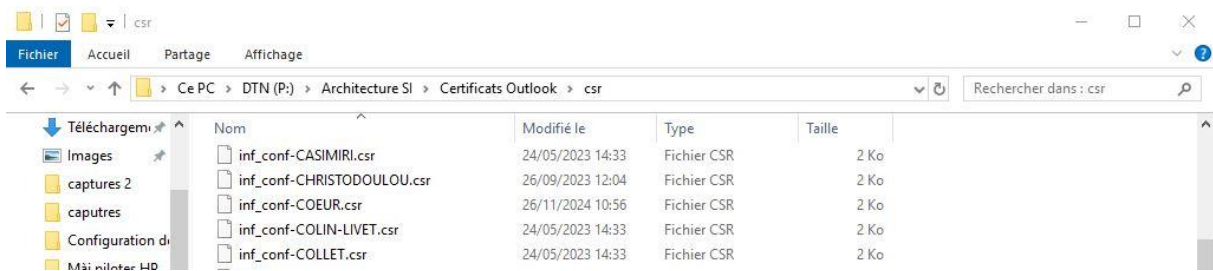 csr
Fichier Accueil Partage Affichage
Ce PC > DTN (P:) > Architecture SI > Certificats Outlook > csr Rechercher dans : csr
Téléchargem Nom Modifié le Type Taille
Images inf_conf-CASIMIRI.csr 24/05/2023 14:33 Fichier CSR 2 Ko
captures 2 inf_conf-CHRISTODOULOU.csr 26/09/2023 12:04 Fichier CSR 2 Ko
caputres inf_conf-COEUR.csr 26/11/2024 10:56 Fichier CSR 2 Ko
Configuration d inf_conf-COLIN-LIVET.csr 24/05/2023 14:33 Fichier CSR 2 Ko
Màj pilotes HP inf_conf-COLLET.csr 24/05/2023 14:33 Fichier CSR 2 Ko